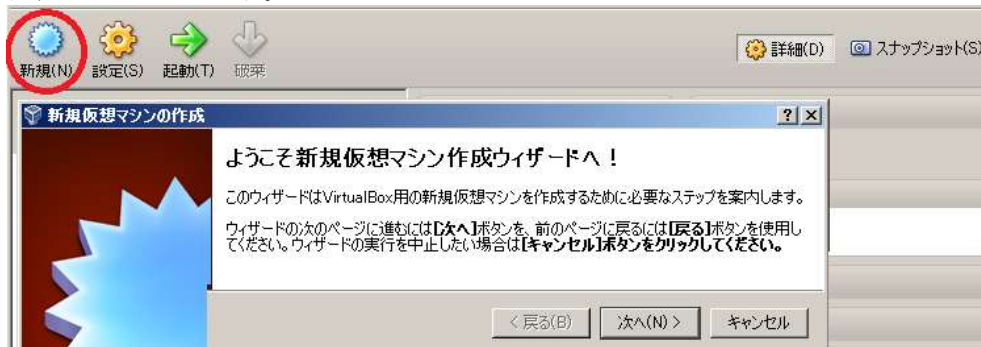 新規(N) 設定(S) 起動(T) 破棄 詳細(D) スナップショット(S)
新規仮想マシンの作成
ようこそ新規仮想マシン作成ウィザードへ!
このウィザードはVirtualBox用の新規仮想マシンを作成するために必要なステップを案内します。
ウィザードの次のページに進むには[次へ]ボタンを、前のページに戻るには[戻る]ボタンを使用し
てください。ウィザードの実行を中止したい場合は[キャンセル]ボタンをクリックしてください。
< 戻る(B) 次へ(N) > キャンセル